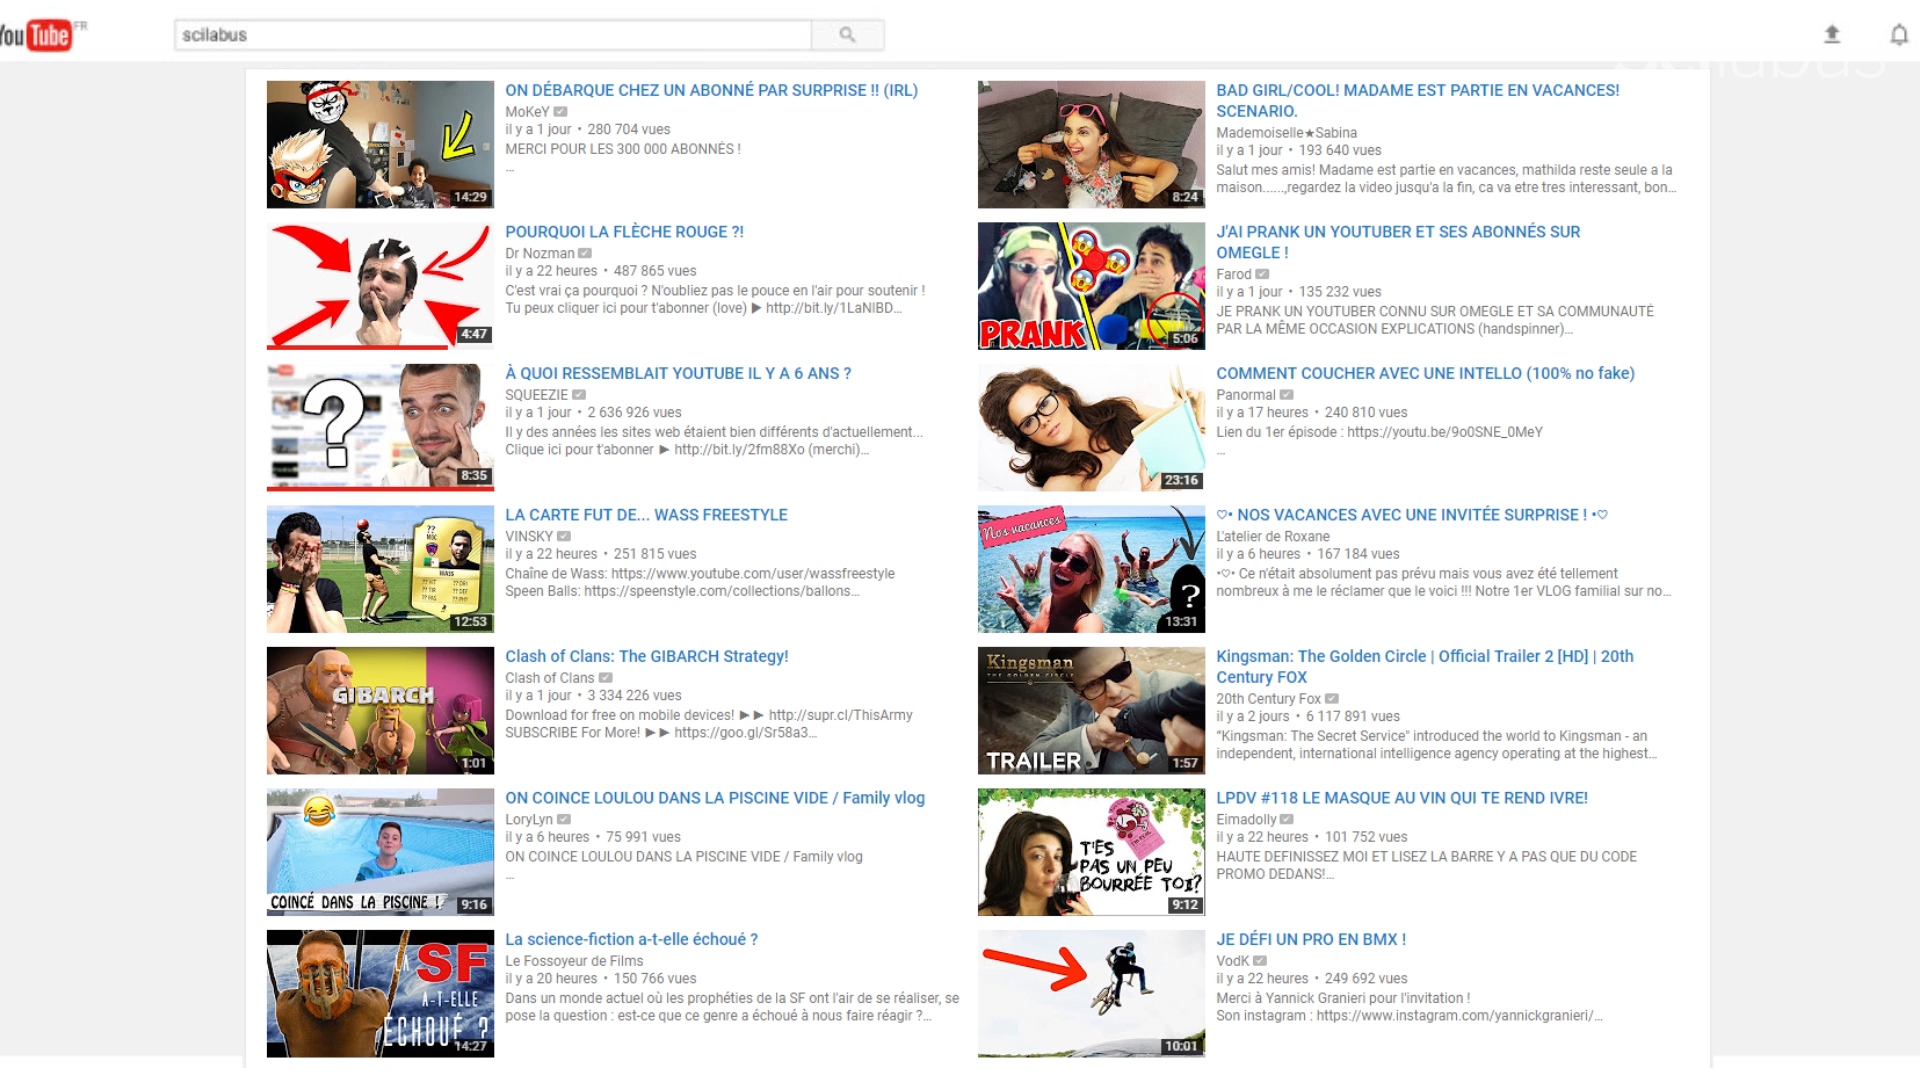 You Tube FR
scilabus
scilabus
ON DÉBARQUE CHEZ UN ABONNÉ PAR SURPRISE !! (IRL)
MoKeY
il y a 1 jour • 280 704 vues
MERCI POUR LES 300 000 ABONNÉS !
...
14:29
POURQUOI LA FLÈCHE ROUGE ?!
Dr Nozman
il y a 22 heures • 487 865 vues
C'est vrai ça pourquoi ? N'oubliez pas le pouce en l'air pour soutenir !
Tu peux cliquer ici pour t'abonner (love) ► http://bit.ly/1LaNIBD...
4:47
?
À QUOI RESSEMBLAIT YOUTUBE IL Y A 6 ANS ?
SQUEEZIE
il y a 1 jour • 2 636 926 vues
Il y des années les sites web étaient bien différents d'actuellement...
Clique ici pour t'abonner ► http://bit.ly/2fm88Xo (merchi)...
8:35
LA CARTE FUT DE... WASS FREESTYLE
VINSKY
il y a 22 heures • 251 815 vues
Chaîne de Wass: https://www.youtube.com/user/wassfreestyle
Speen Balls: https://speenstyle.com/collections/ballons...
??
WASS
12:53
Clash of Clans: The GIBARCH Strategy!
Clash of Clans
il y a 1 jour • 3 334 226 vues
Download for free on mobile devices! ►► http://supr.cl/ThisArmy
SUBSCRIBE For More! ►► https://goo.gl/Sr58a3...
GIBARCH
1:01
ON COINCE LOULOU DANS LA PISCINE VIDE / Family vlog
LoryLyn
il y a 6 heures • 75 991 vues
ON COINCE LOULOU DANS LA PISCINE VIDE / Family vlog
...
COINCÉ DANS LA PISCINE !
9:16
La science-fiction a-t-elle échoué ?
Le Fossoyeur de Films
il y a 20 heures • 150 766 vues
Dans un monde actuel où les prophéties de la SF ont l'air de se réaliser, se
pose la question : est-ce que ce genre a échoué à nous faire réagir ?...
LA SF
A-T-ELLE
ÉCHOUÉ ?
14:27
BAD GIRL/COOL! MADAME EST PARTIE EN VACANCES!
SCENARIO.
Mademoiselle★Sabina
il y a 1 jour • 193 640 vues
Salut mes amis! Madame est partie en vacances, mathilda reste seule a la
maison......,regardez la video jusqu'a la fin, ca va etre tres interessant, bon...
8:24
J'AI PRANK UN YOUTUBER ET SES ABONNÉS SUR
OMEGLE !
Farod
il y a 1 jour • 135 232 vues
JE PRANK UN YOUTUBER CONNU SUR OMEGLE ET SA COMMUNAUTÉ
PAR LA MÊME OCCASION EXPLICATIONS (handspinner)...
PRANK
5:06
COMMENT COUCHER AVEC UNE INTELLO (100% no fake)
Panormal
il y a 17 heures • 240 810 vues
Lien du 1er épisode : https://youtu.be/9o0SNE_0MeY
...
23:16
♡• NOS VACANCES AVEC UNE INVITÉE SURPRISE ! •♡
L'atelier de Roxane
il y a 6 heures • 167 184 vues
•♡• Ce n'était absolument pas prévu mais vous avez été tellement
nombreux à me le réclamer que le voici !!! Notre 1er VLOG familial sur no...
Nos vacances
?
13:31
Kingsman: The Golden Circle | Official Trailer 2 [HD] | 20th
Century FOX
20th Century Fox
il y a 2 jours • 6 117 891 vues
"Kingsman: The Secret Service" introduced the world to Kingsman - an
independent, international intelligence agency operating at the highest...
Kingsman
THE GOLDEN CIRCLE
TRAILER
1:57
LPDV #118 LE MASQUE AU VIN QUI TE REND IVRE!
Eimadolly
il y a 22 heures • 101 752 vues
HAUTE DEFINISSEZ MOI ET LISEZ LA BARRE Y A PAS QUE DU CODE
PROMO DEDANS!...
T'ES
PAS UN PEU
BOURRÉE TOI?
9:12
JE DÉFI UN PRO EN BMX !
VodK
il y a 22 heures • 249 692 vues
Merci à Yannick Granieri pour l'invitation !
Son instagram : https://www.instagram.com/yannickgranieri/...
10:01